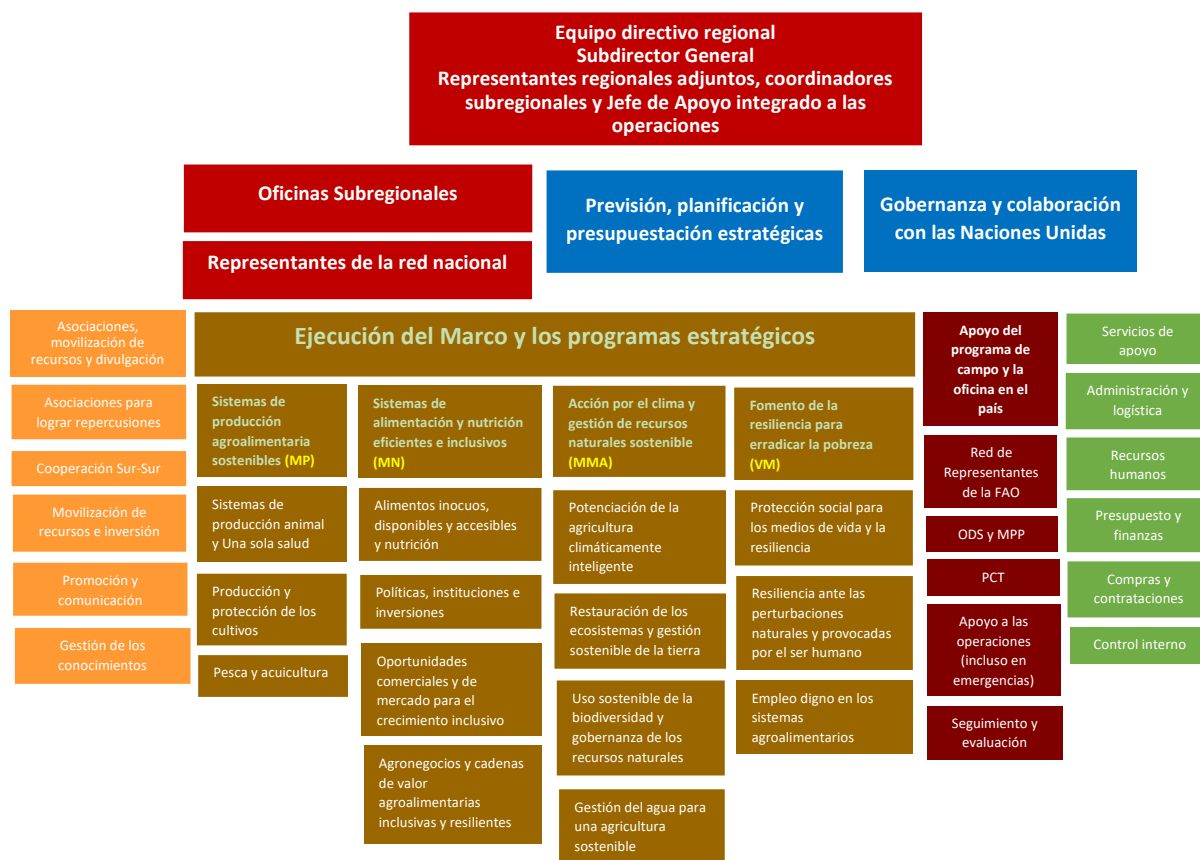 Equipo directivo regional
Subdirector General
Representantes regionales adjuntos, coordinadores
subregionales y Jefe de Apoyo integrado a las
operaciones
Oficinas Subregionales
Representantes de la red nacional
Previsión, planificación y
presupuestación estratégicas
Gobernanza y colaboración
con las Naciones Unidas
Asociaciones,
movilización de
recursos y divulgación
Asociaciones para
lograr repercusiones
Cooperación Sur-Sur
Movilización de
recursos e inversión
Promoción y
comunicación
Gestión de los
conocimientos
Ejecución del Marco y los programas estratégicos
Sistemas de
producción
agroalimentaria
sostenibles (MP)
Sistemas de
producción animal
y Una sola salud
Producción y
protección de los
cultivos
Pesca y acuicultura
Sistemas de
alimentación y nutrición
eficientes e inclusivos
(MN)
Alimentos inocuos,
disponibles y accesibles
y nutrición
Políticas, instituciones e
inversiones
Oportunidades
comerciales y de
mercado para el
crecimiento inclusivo
Agronegocios y cadenas
de valor
agroalimentarias
inclusivas y resilientes
Acción por el clima y
gestión de recursos
naturales sostenible
(MMA)
Potenciación de la
agricultura
climáticamente
inteligente
Restauración de los
ecosistemas y gestión
sostenible de la tierra
Uso sostenible de la
biodiversidad y
gobernanza de los
recursos naturales
Gestión del agua para
una agricultura
sostenible
Fomento de la
resiliencia para
erradicar la pobreza
(VM)
Protección social para
los medios de vida y la
resiliencia
Resiliencia ante las
perturbaciones
naturales y provocadas
por el ser humano
Empleo digno en los
sistemas
agroalimentarios
Apoyo del
programa de
campo y la
oficina en el
país
Red de
Representantes
de la FAO
ODS y MPP
PCT
Apoyo a las
operaciones
(incluso en
emergencias)
Seguimiento y
evaluación
Servicios de
apoyo
Administración y
logística
Recursos
humanos
Presupuesto y
finanzas
Compras y
contrataciones
Control interno